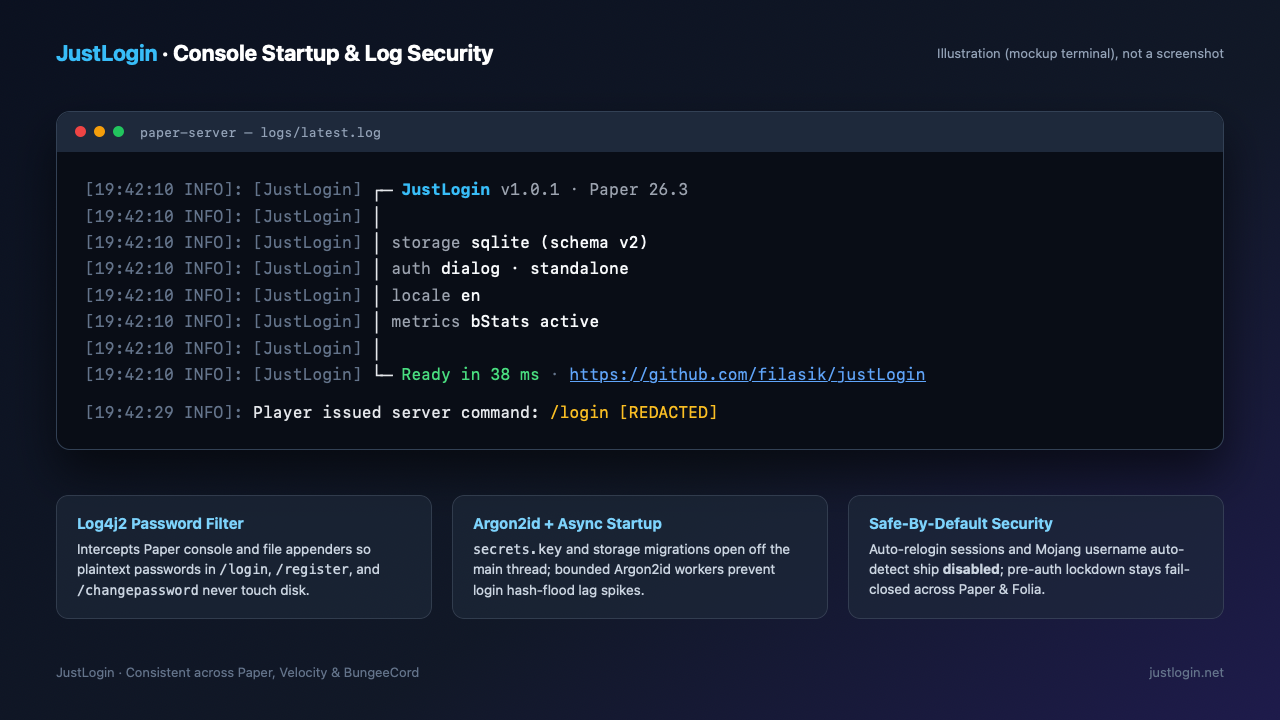 JustLogin · Console Startup & Log Security
Illustration (mockup terminal), not a screenshot
paper-server — logs/latest.log
[19:42:10 INFO]: [JustLogin] ┌─ JustLogin v1.0.1 · Paper 26.3
[19:42:10 INFO]: [JustLogin] │
[19:42:10 INFO]: [JustLogin] │ storage sqlite (schema v2)
[19:42:10 INFO]: [JustLogin] │ auth dialog · standalone
[19:42:10 INFO]: [JustLogin] │ locale en
[19:42:10 INFO]: [JustLogin] │ metrics bStats active
[19:42:10 INFO]: [JustLogin] │
[19:42:10 INFO]: [JustLogin] └─ Ready in 38 ms · https://github.com/filasik/justLogin
[19:42:29 INFO]: Player issued server command: /login [REDACTED]
Log4j2 Password Filter
Intercepts Paper console and file appenders so
plaintext passwords in /login, /register, and
/changepassword never touch disk.
Argon2id + Async Startup
secrets.key and storage migrations open off the
main thread; bounded Argon2id workers prevent
login hash-flood lag spikes.
Safe-By-Default Security
Auto-relogin sessions and Mojang username auto-
detect ship disabled; pre-auth lockdown stays fail-
closed across Paper & Folia.
JustLogin · Consistent across Paper, Velocity & BungeeCord
justlogin.net